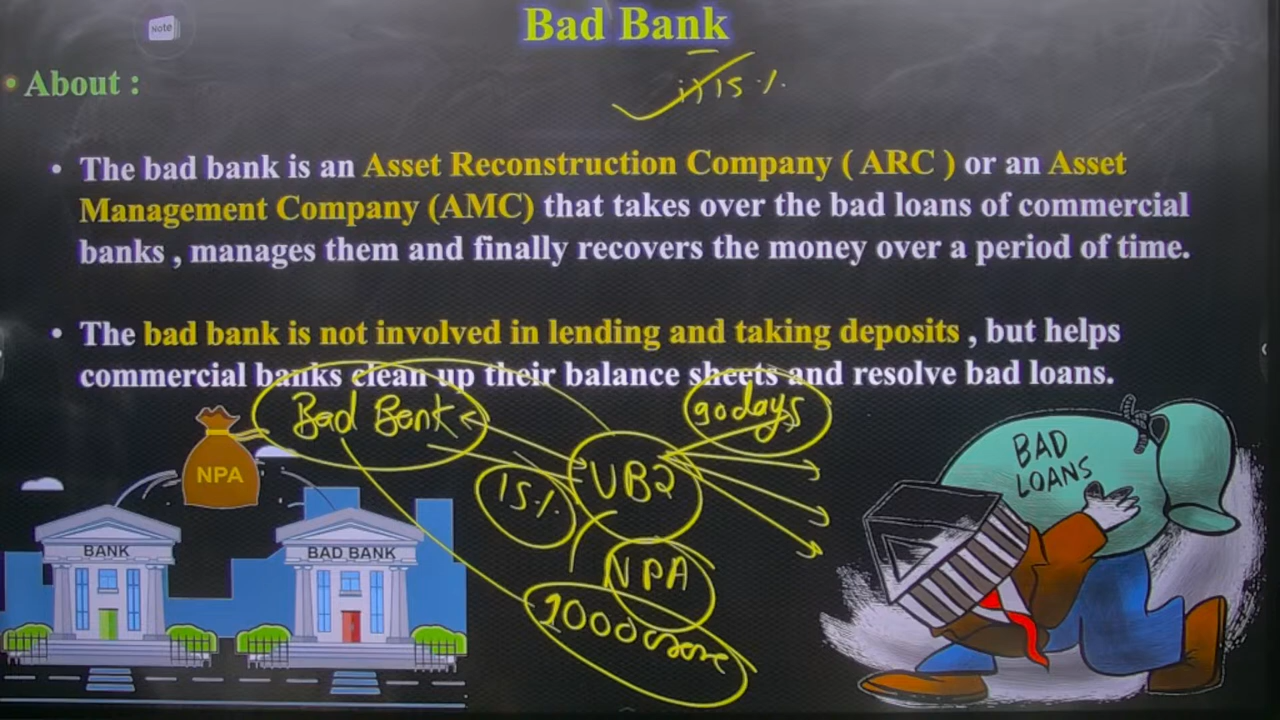 Note
Bad Bank
i) 15 %
• About :
• The bad bank is an Asset Reconstruction Company ( ARC ) or an Asset
Management Company (AMC) that takes over the bad loans of commercial
banks , manages them and finally recovers the money over a period of time.
• The bad bank is not involved in lending and taking deposits , but helps
commercial banks clean up their balance sheets and resolve bad loans.
Bad Bank
90 days
NPA
15%
BAD
LOANS
BANK
BAD BANK
NPA
1000 crore